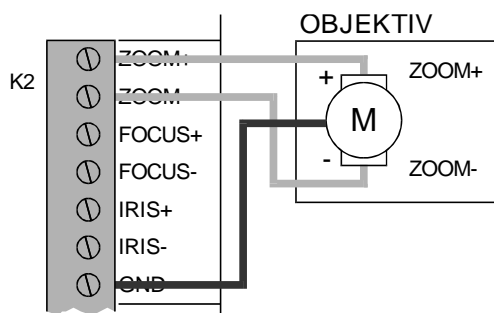 OBJEKTIV
K2
ZOOM+
ZOOM-
FOCUS+
FOCUS-
IRIS+
IRIS-
GND
+
M
-
ZOOM+
ZOOM-